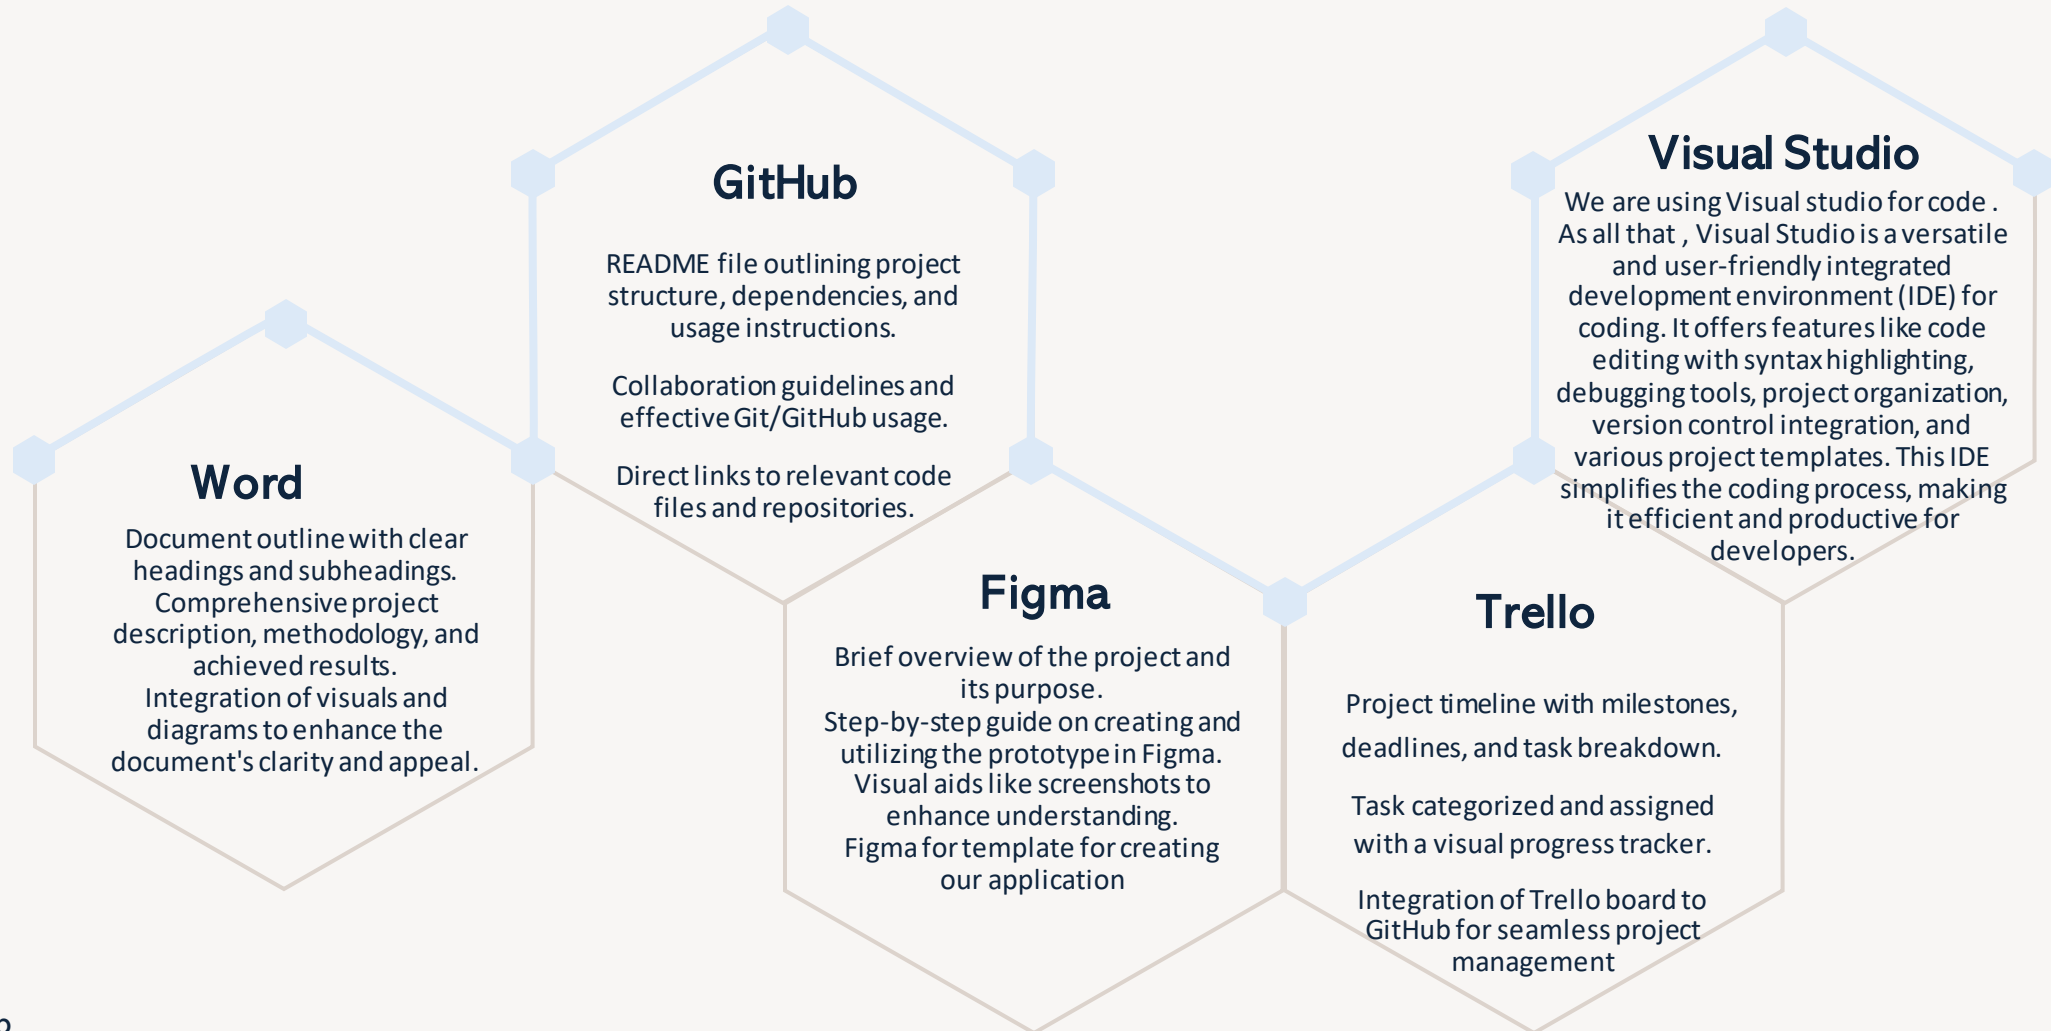 Word
Document outline with clear
headings and subheadings.
Comprehensive project
description, methodology, and
achieved results.
Integration of visuals and
diagrams to enhance the
document's clarity and appeal.
GitHub
README file outlining project
structure, dependencies, and
usage instructions.
Collaboration guidelines and
effective Git/GitHub usage.
Direct links to relevant code
files and repositories.
Figma
Brief overview of the project and
its purpose.
Step-by-step guide on creating and
utilizing the prototype in Figma.
Visual aids like screenshots to
enhance understanding.
Figma for template for creating
our application
Trello
Project timeline with milestones,
deadlines, and task breakdown.
Task categorized and assigned
with a visual progress tracker.
Integration of Trello board to
GitHub for seamless project
management
Visual Studio
We are using Visual studio for code .
As all that , Visual Studio is a versatile
and user-friendly integrated
development environment (IDE) for
coding. It offers features like code
editing with syntax highlighting,
debugging tools, project organization,
version control integration, and
various project templates. This IDE
simplifies the coding process, making
it efficient and productive for
developers.